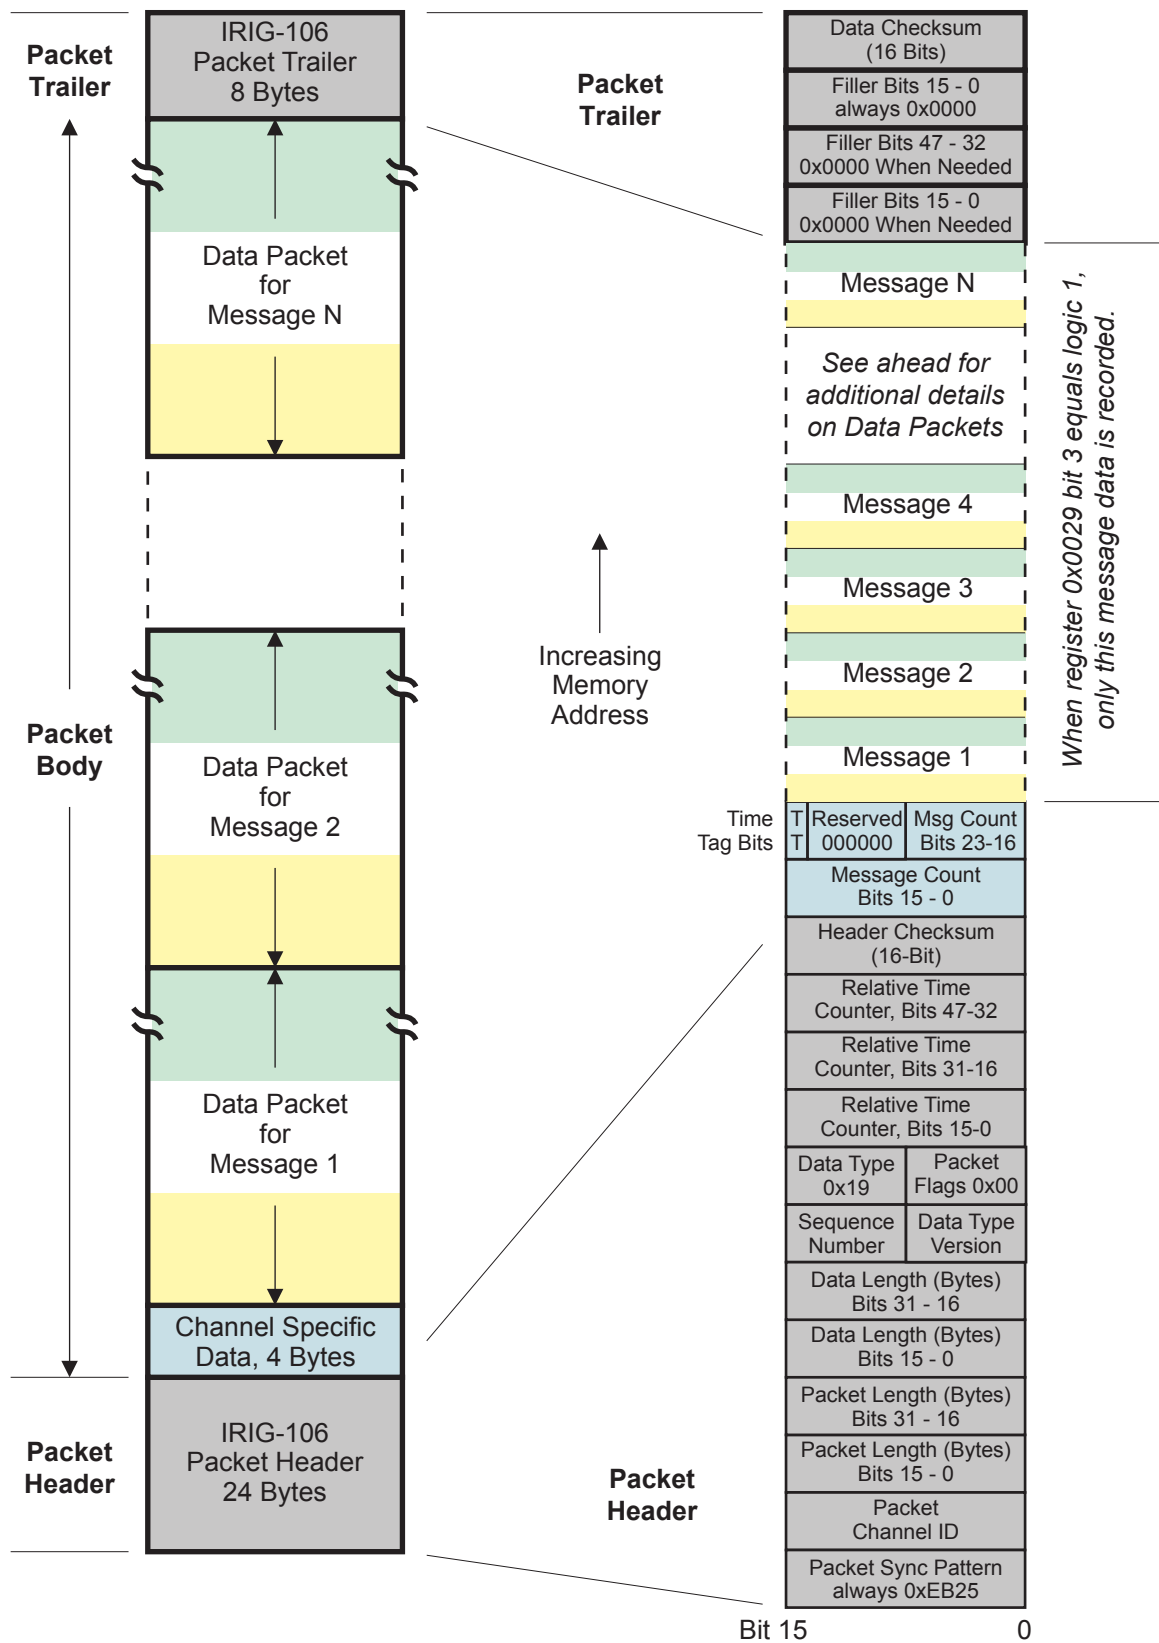 Packet
Trailer
IRIG-106
Packet Trailer
8 Bytes
Data Packet
for
Message N
Packet
Body
Data Packet
for
Message 2
Data Packet
for
Message 1
Channel Specific
Data, 4 Bytes
Packet
Header
IRIG-106
Packet Header
24 Bytes
Packet
Trailer
Increasing
Memory
Address
Packet
Header
Data Checksum
(16 Bits)
Filler Bits 15 - 0
always 0x0000
Filler Bits 47 - 32
0x0000 When Needed
Filler Bits 15 - 0
0x0000 When Needed
Message N
See ahead for
additional details
on Data Packets
Message 4
Message 3
Message 2
Message 1
When register 0x0029 bit 3 equals logic 1,
only this message data is recorded.
Time
Tag Bits
T
T
Reserved
000000
Msg Count
Bits 23-16
Message Count
Bits 15 - 0
Header Checksum
(16-Bit)
Relative Time
Counter, Bits 47-32
Relative Time
Counter, Bits 31-16
Relative Time
Counter, Bits 15-0
Data Type
0x19
Packet
Flags 0x00
Sequence
Number
Data Type
Version
Data Length (Bytes)
Bits 31 - 16
Data Length (Bytes)
Bits 15 - 0
Packet Length (Bytes)
Bits 31 - 16
Packet Length (Bytes)
Bits 15 - 0
Packet
Channel ID
Packet Sync Pattern
always 0xEB25
Bit 15 0